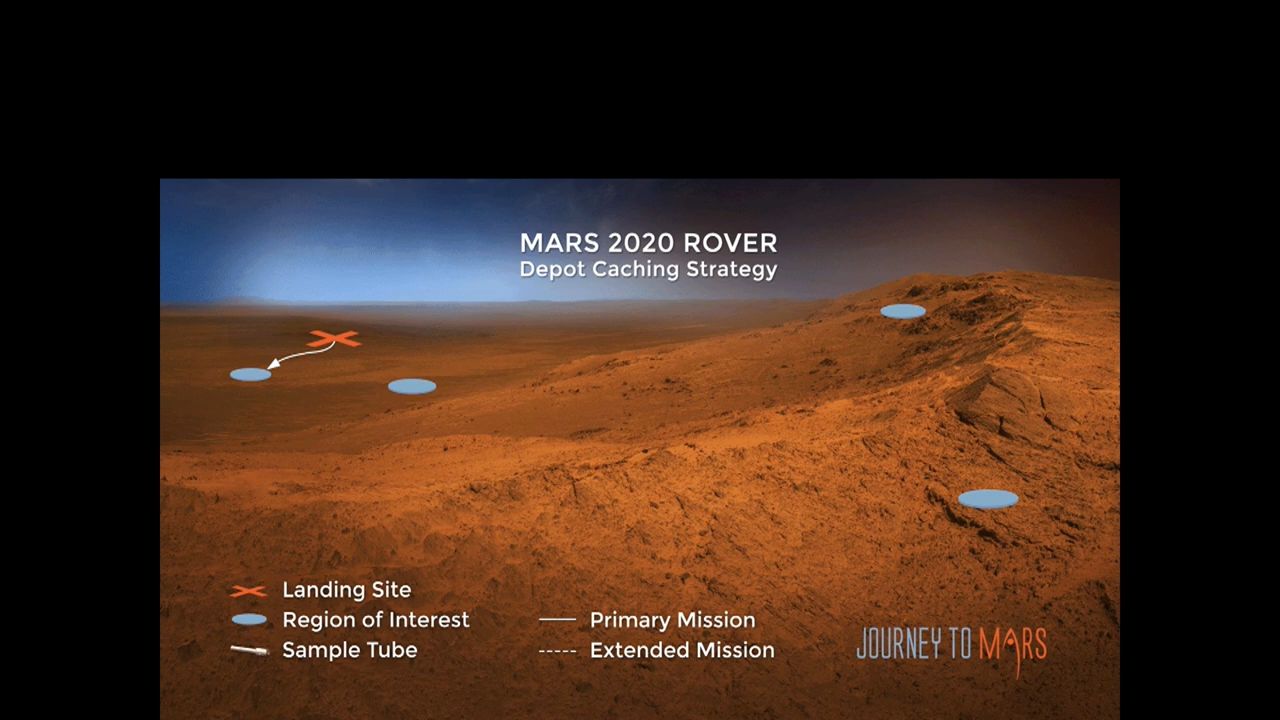 MARS 2020 ROVER
Depot Caching Strategy
Landing Site
Region of Interest
Sample Tube
Primary Mission
Extended Mission
JOURNEY TO MARS